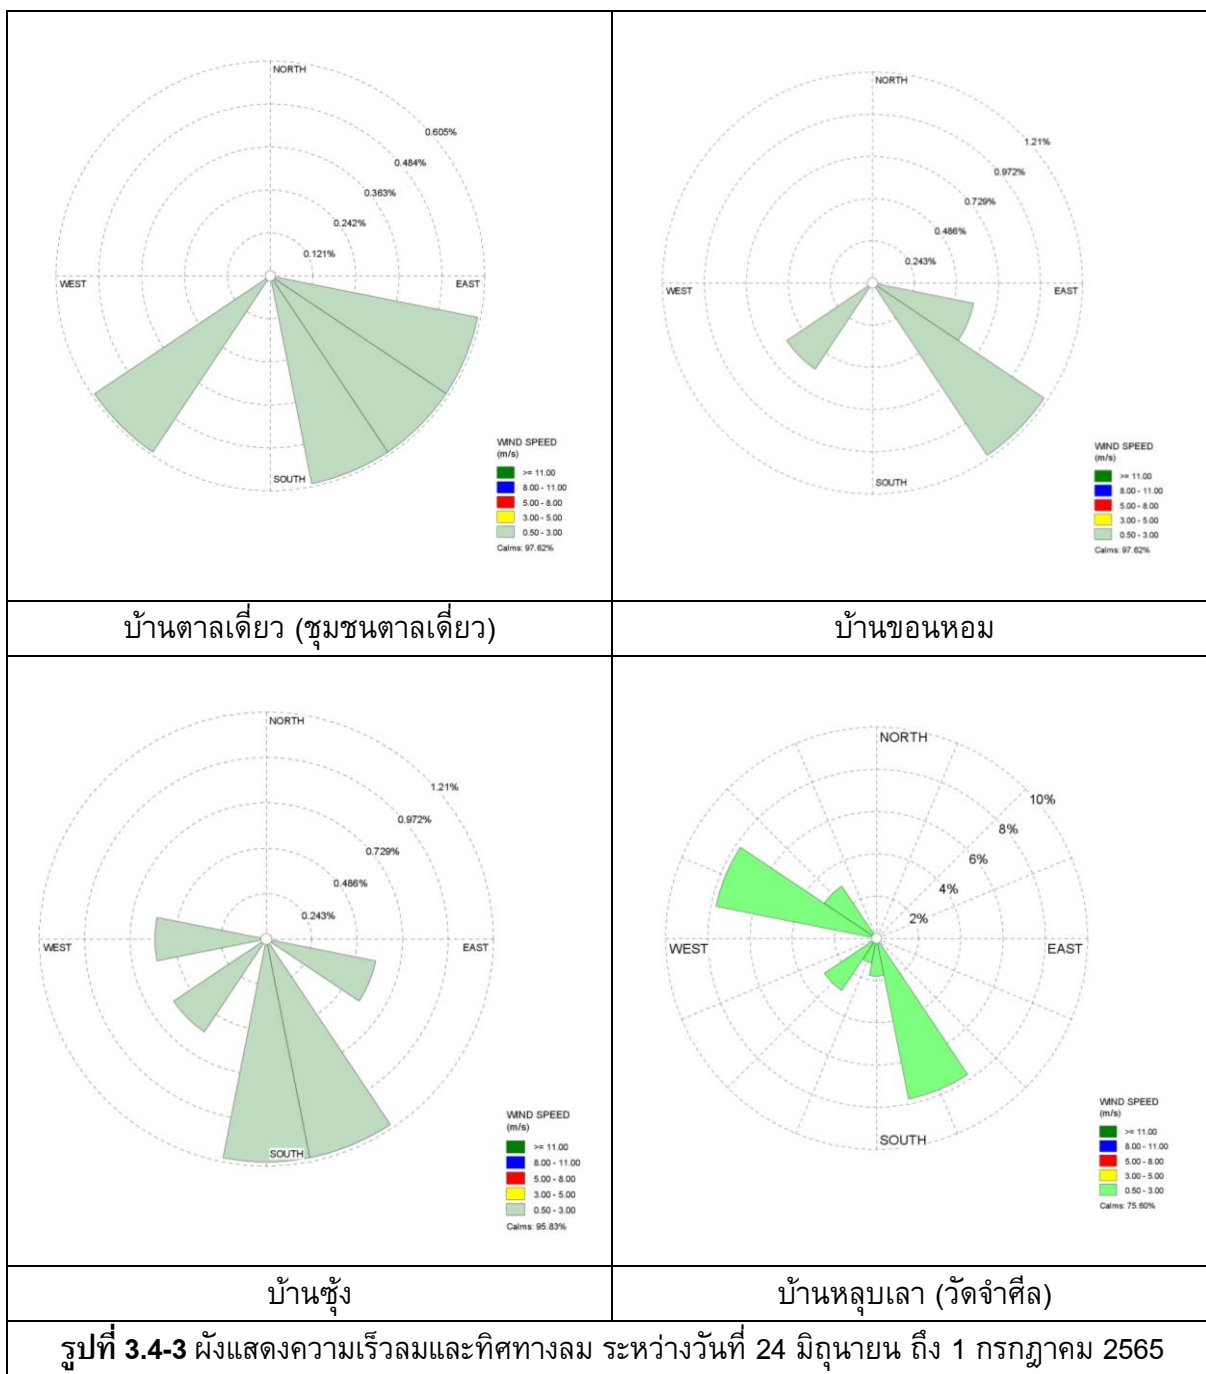 NORTH
0.605%
0.484%
0.363%
0.242%
0.121%
WEST
EAST
SOUTH
WIND SPEED
(m/s)
>= 11.00
8.00 - 11.00
5.00 - 8.00
3.00 - 5.00
0.50 - 3.00
Calms: 97.62%
บ้านตาลเดี่ยว (ชุมชนตาลเดี่ยว)
NORTH
1.21%
0.972%
0.729%
0.486%
0.243%
WEST
EAST
SOUTH
WIND SPEED
(m/s)
>= 11.00
8.00 - 11.00
5.00 - 8.00
3.00 - 5.00
0.50 - 3.00
Calms: 97.62%
บ้านขอนหอม
NORTH
1.21%
0.972%
0.729%
0.486%
0.243%
WEST
EAST
SOUTH
WIND SPEED
(m/s)
>= 11.00
8.00 - 11.00
5.00 - 8.00
3.00 - 5.00
0.50 - 3.00
Calms: 95.83%
บ้านซุ้ง
NORTH
10%
8%
6%
4%
2%
WEST
EAST
SOUTH
WIND SPEED
(m/s)
>= 11.00
8.00 - 11.00
5.00 - 8.00
3.00 - 5.00
0.50 - 3.00
Calms: 75.60%
บ้านหลุบเลา (วัดจำศีล)
รูปที่ 3.4-3 ผังแสดงความเร็วลมและทิศทางลม ระหว่างวันที่ 24 มิถุนายน ถึง 1 กรกฎาคม 2565